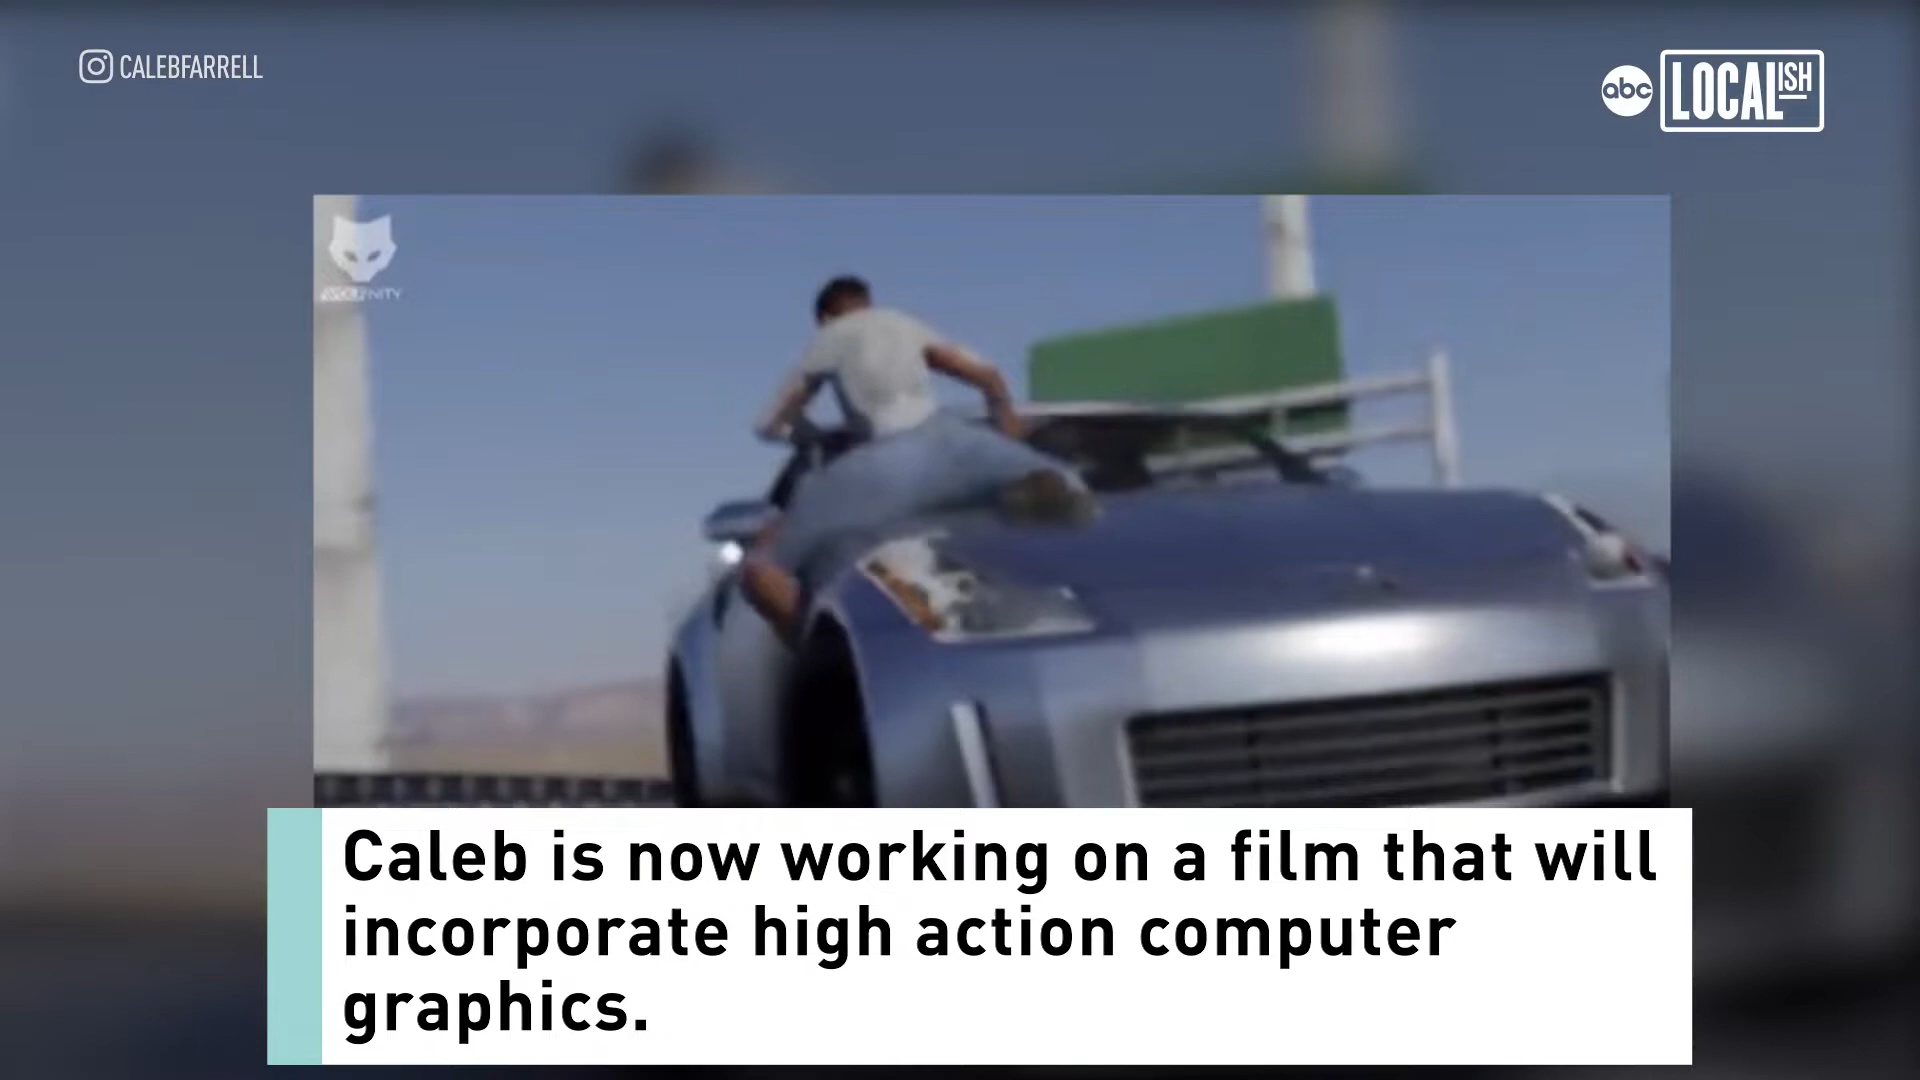 CALEBFARRELL
abc LOCALISH
Caleb is now working on a film that will
incorporate high action computer
graphics.